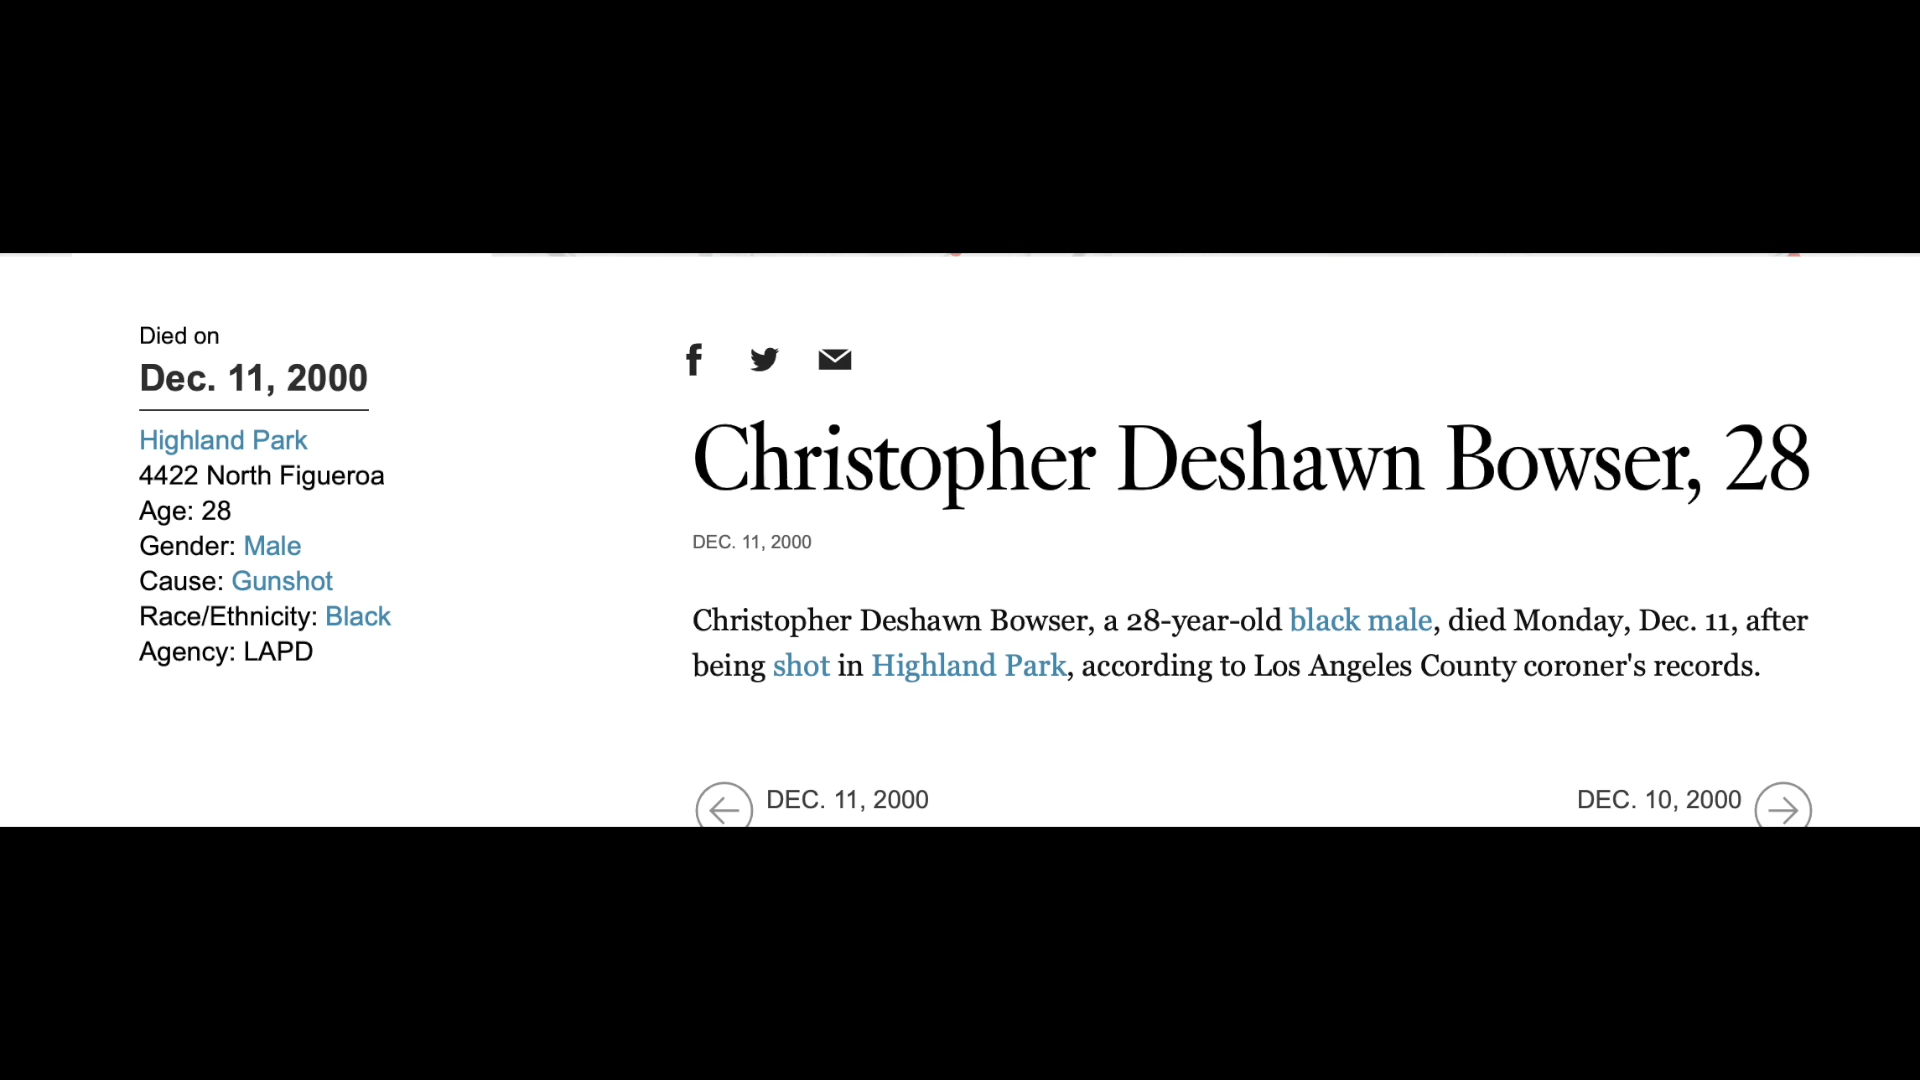 Died on
Dec. 11, 2000
Highland Park
4422 North Figueroa
Age: 28
Gender: Male
Cause: Gunshot
Race/Ethnicity: Black
Agency: LAPD
Christopher Deshawn Bowser, 28
DEC. 11, 2000
Christopher Deshawn Bowser, a 28-year-old black male, died Monday, Dec. 11, after
being shot in Highland Park, according to Los Angeles County coroner's records.
DEC. 11, 2000
DEC. 10, 2000